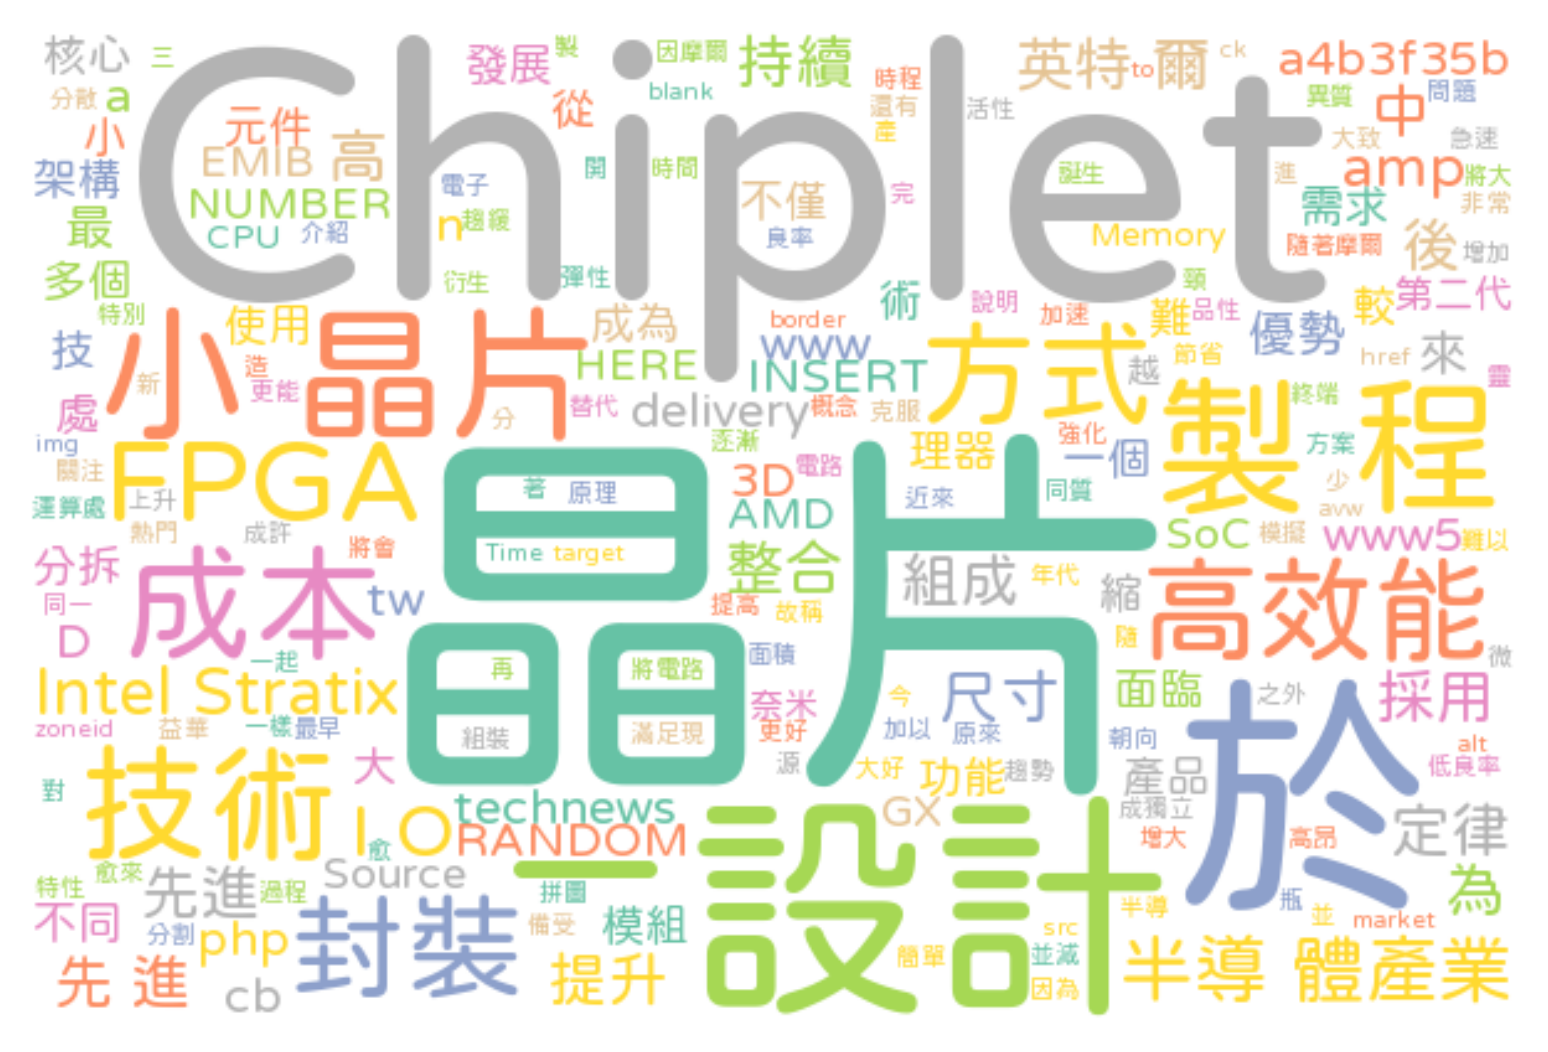 Chiplet
核心
三
發展
製
因摩爾
持續
英特爾
to
ck
a4b3f35b
分散
a
blank
時程
還有
產
活性
異質
中
問題
小
元件
從
大致
急速
架構
EMIB
高
電子
開
時間
不僅
完
誕生
進
amp
將大
最
NUMBER
n
趨緩
需求
非常
CPU
介紹
良率
Memory
隨著摩爾
後
增加
多個
衍生
彈性
術
頸
第二代
特別
使用
成為
border
說明
加速
難
品性
較
技
小晶片
www
方式
優勢
來
造
HERE
INSERT
越
節省
href
靈
新
更能
處
分
替代
delivery
概念
克服
製程
終端
img
FPGA
逐漸
理器
強化
一個
方案
關注
晶片
3D
電路
少
運算處
上升
著
原理
AMD
近來
同質
avw
熱門
成許
SoC
模擬
www5
難以
將會
Time
target
整合
分拆
成本
組成
年代
縮
高效能
同一
tw
提高
故稱
D
隨
一起
再
將電路
面積
微
Intel Stratix
奈米
今
尺寸
面臨
之外
採用
zoneid
益華
一樣
最早
組裝
滿足現
更好
加以
原來
朝向
於
alt
技術
大
源
大好
功能
趨勢
產品
低良率
對
I O
technews
GX
成獨立
定律
愈
RANDOM
設計
增大
高昂
特性
愈來
先進
過程
Source
一
拼圖
瓶
為
不同
分割
php
封裝
備受
模組
src
半導
並
market
先 進
cb
提升
簡單
並減
因為
半導 體產業